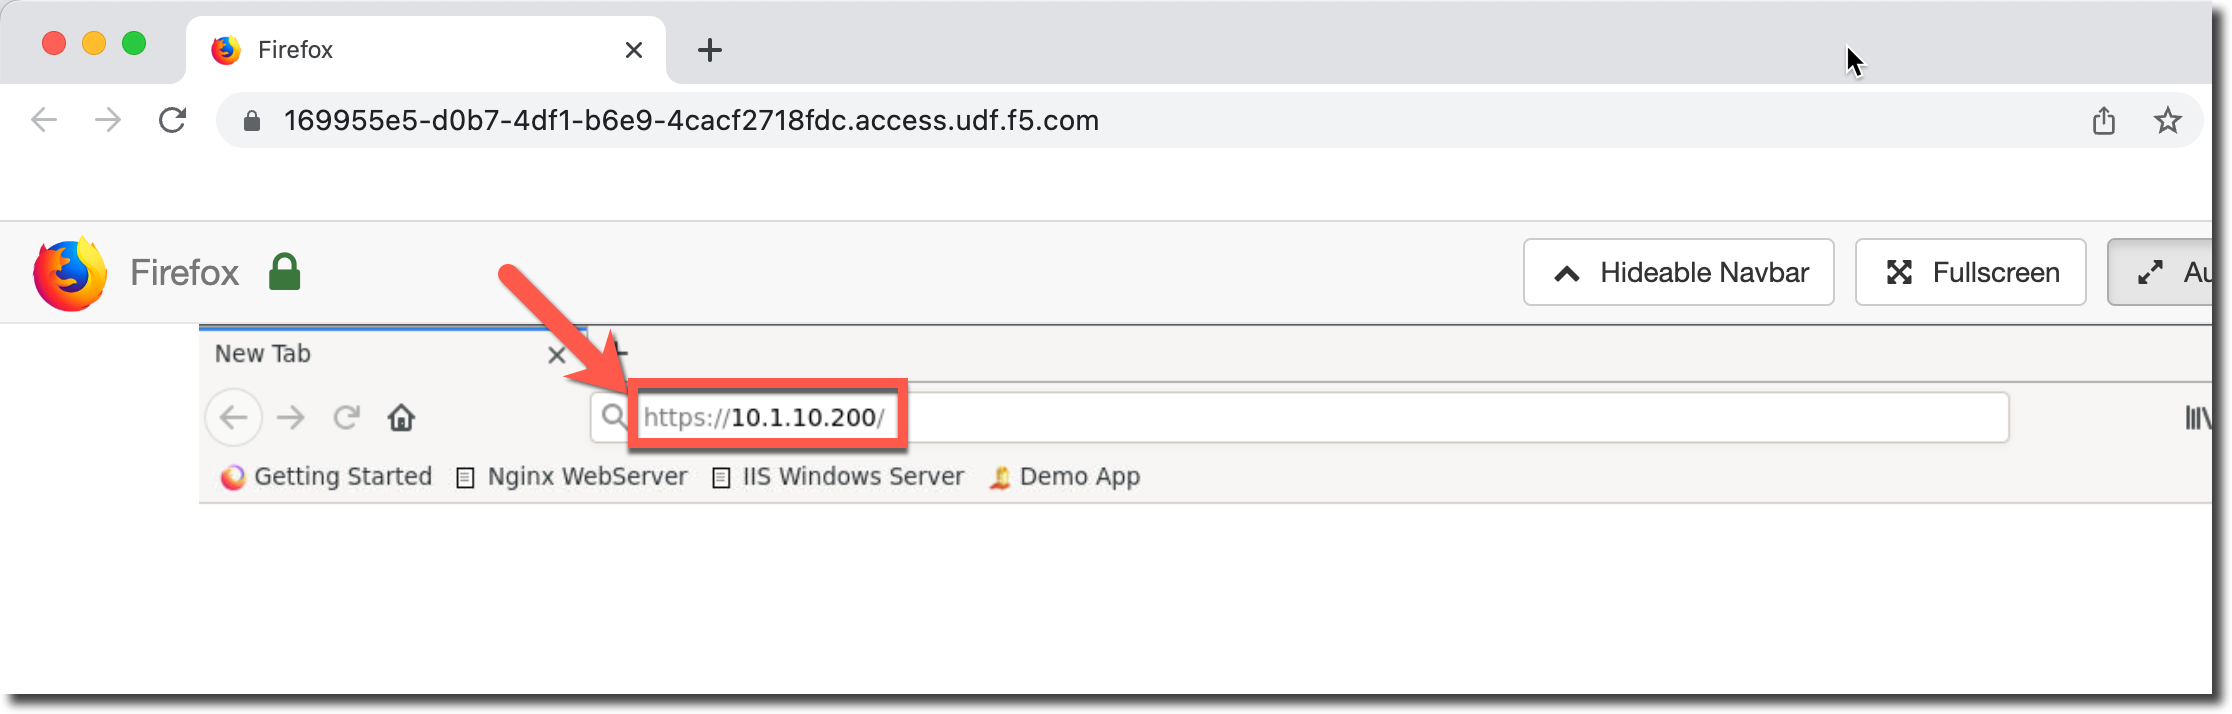 Firefox
169955e5-d0b7-4df1-b6e9-4cacf2718fdc.access.udf.f5.com
Firefox Hideable Navbar Fullscreen Au
New Tab
https://10.1.10.200/
Getting Started Nginx WebServer IIS Windows Server Demo App